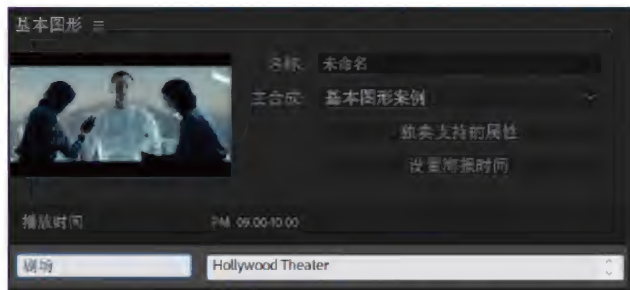 基本图形
名称: 未命名
主合成: 基本图形案例
独奏支持的属性
设置海报时间
播放时间 PM 09:00-10:00
剧场 Hollywood Theater